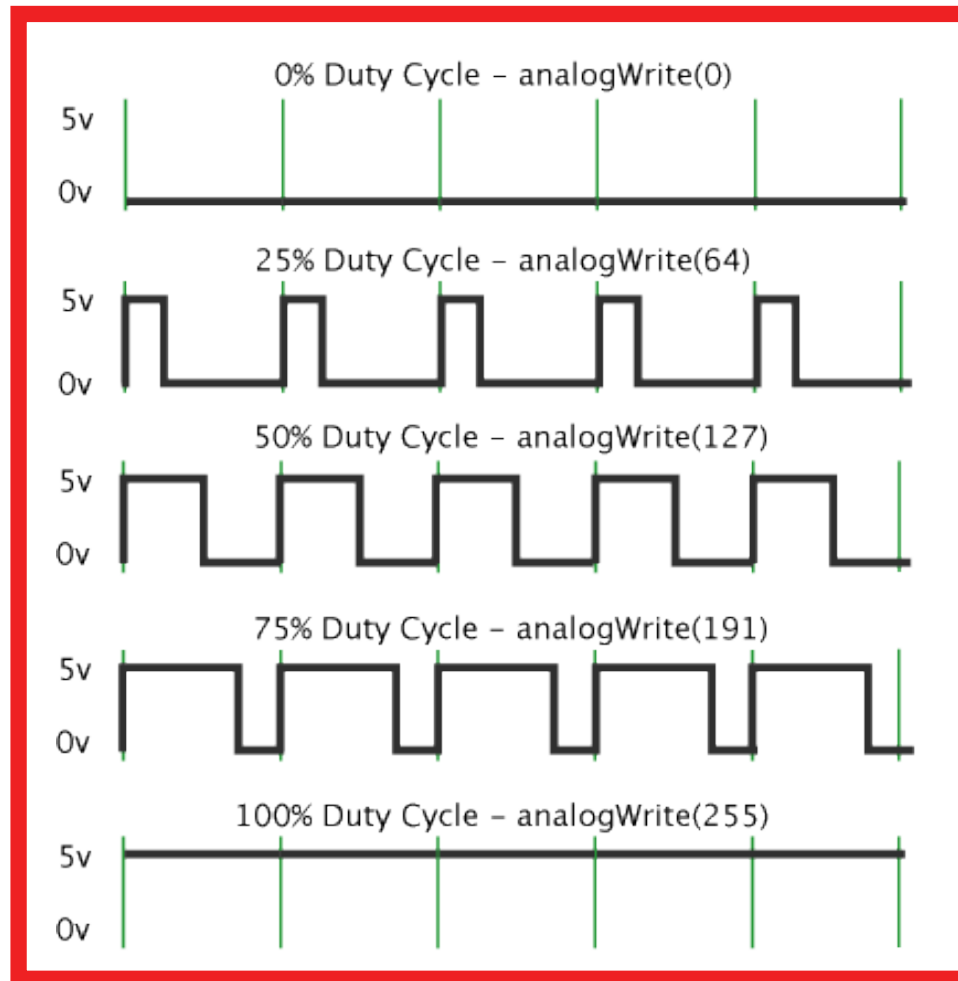 0% Duty Cycle – analogWrite(0)
5v
0v
25% Duty Cycle – analogWrite(64)
5v
0v
50% Duty Cycle – analogWrite(127)
5v
0v
75% Duty Cycle – analogWrite(191)
5v
0v
100% Duty Cycle – analogWrite(255)
5v
0v